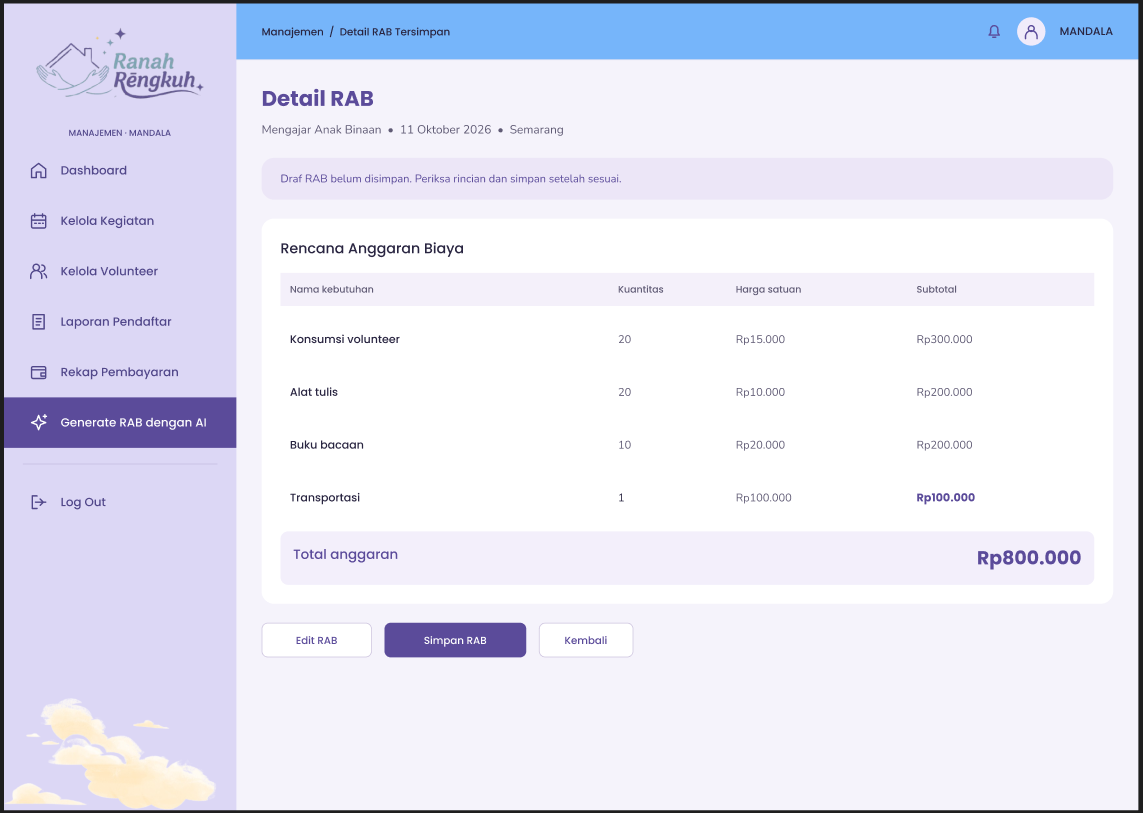 Ranah
Rēngkuh
MANAJEMEN · MANDALA
Dashboard
Kelola Kegiatan
Kelola Volunteer
Laporan Pendaftar
Rekap Pembayaran
Generate RAB dengan AI
Log Out
Manajemen / Detail RAB Tersimpan
MANDALA
Detail RAB
Mengajar Anak Binaan • 11 Oktober 2026 • Semarang
Draf RAB belum disimpan. Periksa rincian dan simpan setelah sesuai.
Rencana Anggaran Biaya
Nama kebutuhan Kuantitas Harga satuan Subtotal
Konsumsi volunteer 20 Rp15.000 Rp300.000
Alat tulis 20 Rp10.000 Rp200.000
Buku bacaan 10 Rp20.000 Rp200.000
Transportasi 1 Rp100.000 Rp100.000
Total anggaran Rp800.000
Edit RAB Simpan RAB Kembali